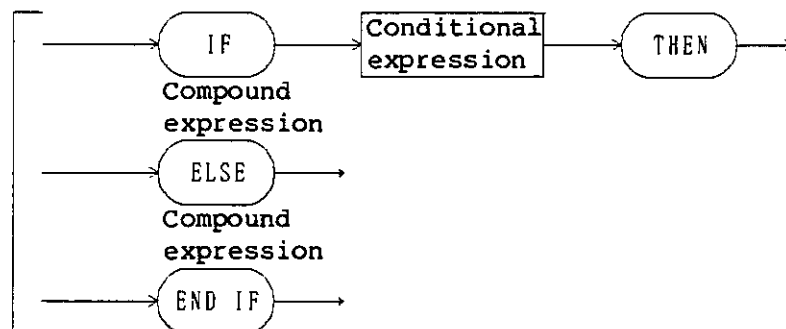 IF Conditional expression THEN
Compound
expression
ELSE
Compound
expression
END IF